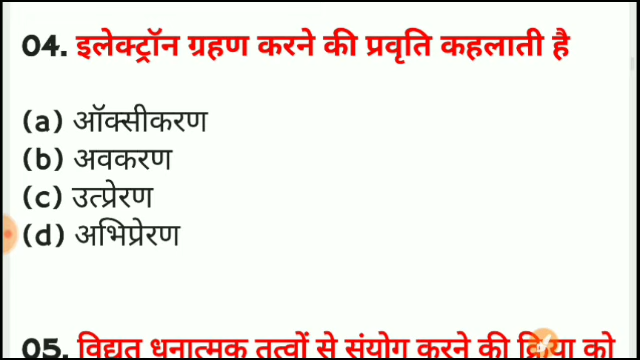 04. इलेक्ट्रॉन ग्रहण करने की प्रवृति कहलाती है
(a) ऑक्सीकरण
(b) अवकरण
(c) उत्प्रेरण
(d) अभिप्रेरण
05. विद्युत धनात्मक तत्वों से संयोग करने की क्रिया को